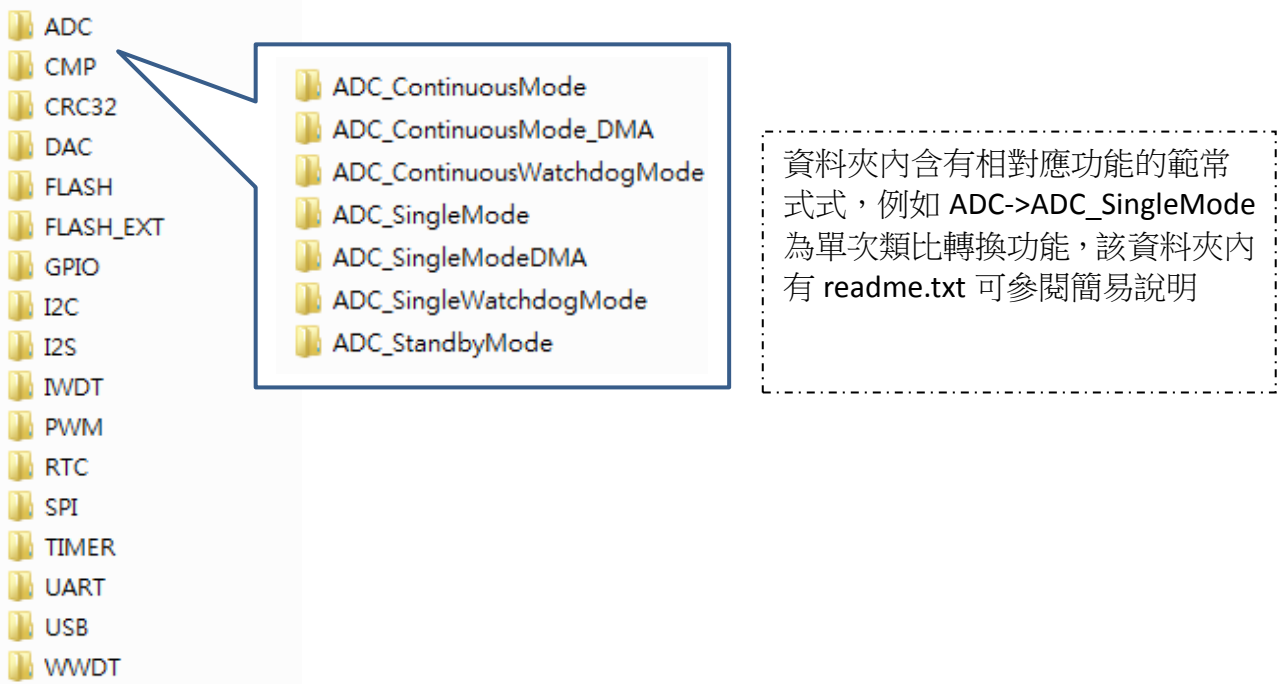 ADC
CMP
CRC32
DAC
FLASH
FLASH_EXT
GPIO
I2C
I2S
IWDT
PWM
RTC
SPI
TIMER
UART
USB
WWDT
ADC_ContinuousMode
ADC_ContinuousMode_DMA
ADC_ContinuousWatchdogMode
ADC_SingleMode
ADC_SingleModeDMA
ADC_SingleWatchdogMode
ADC_StandbyMode
資料夾內含有相對應功能的範常
式式，例如 ADC->ADC_SingleMode
為單次類比轉換功能，該資料夾內
有 readme.txt 可參閱簡易說明